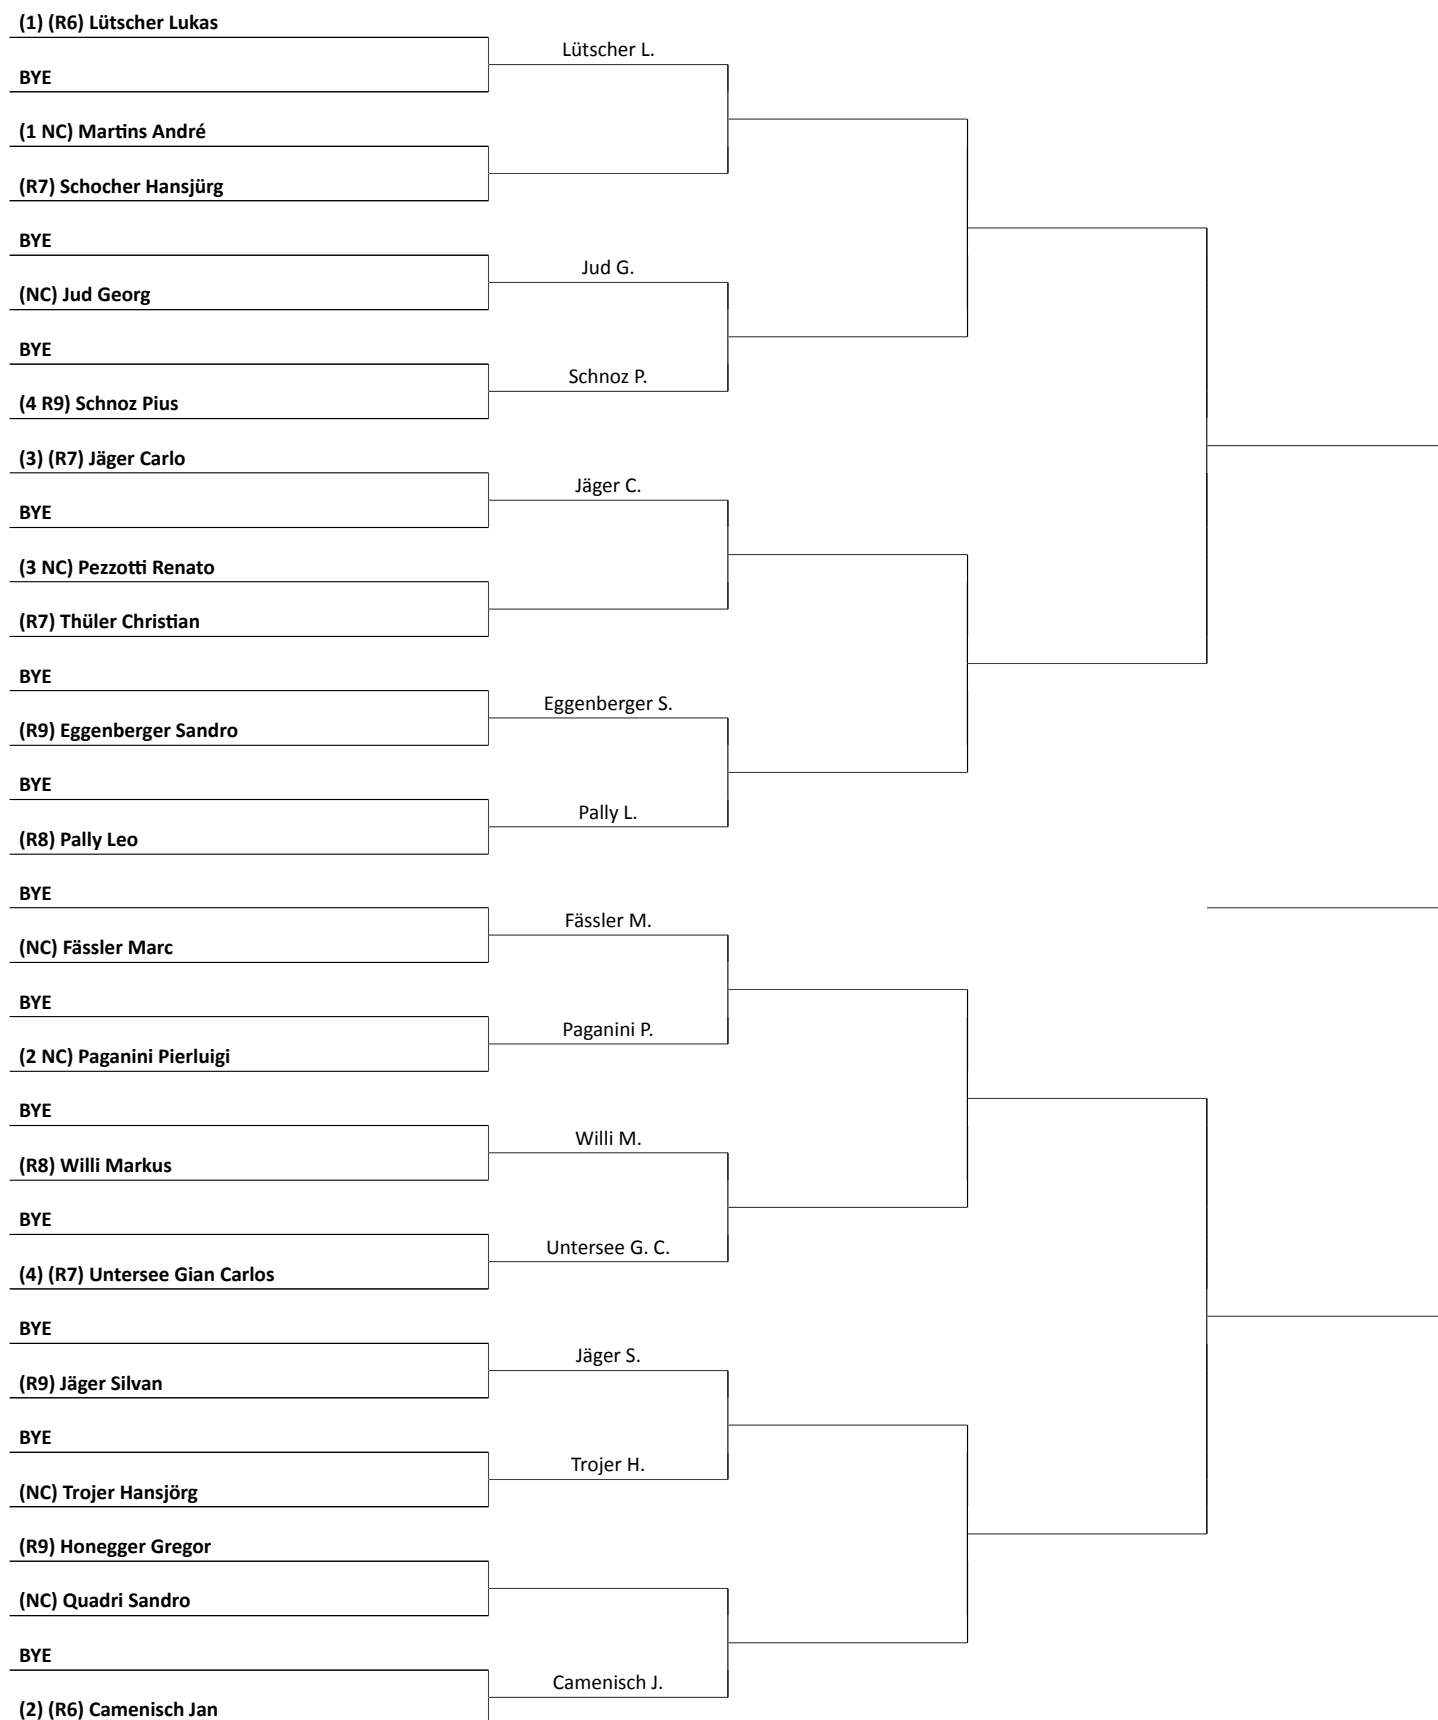 (1) (R6) Lütscher Lukas
Lütscher L.
BYE
(1 NC) Martins André
(R7) Schocher Hansjürg
BYE
Jud G.
(NC) Jud Georg
BYE
Schnoz P.
(4 R9) Schnoz Pius
(3) (R7) Jäger Carlo
Jäger C.
BYE
(3 NC) Pezzotti Renato
(R7) Thüler Christian
BYE
Eggenberger S.
(R9) Eggenberger Sandro
BYE
Pally L.
(R8) Pally Leo
BYE
Fässler M.
(NC) Fässler Marc
BYE
Paganini P.
(2 NC) Paganini Pierluigi
BYE
Willi M.
(R8) Willi Markus
BYE
Untersee G. C.
(4) (R7) Untersee Gian Carlos
BYE
Jäger S.
(R9) Jäger Silvan
BYE
Trojer H.
(NC) Trojer Hansjörg
(R9) Honegger Gregor
(NC) Quadri Sandro
BYE
Camenisch J.
(2) (R6) Camenisch Jan